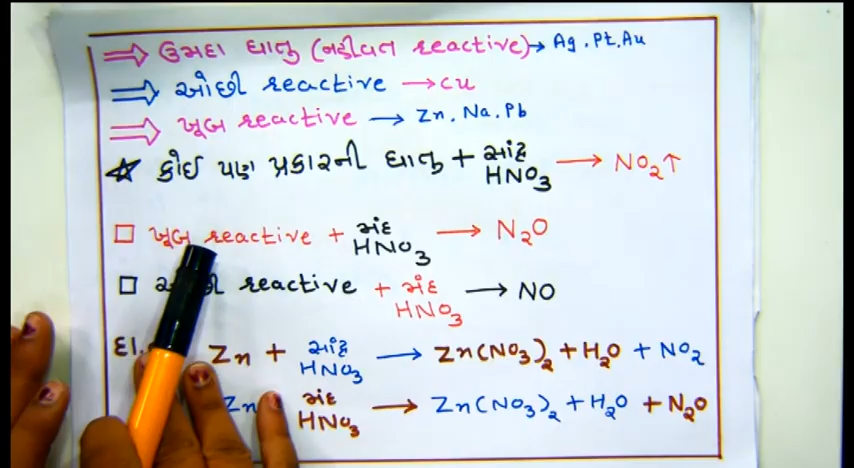 ⇒ ઉમદા ધાતુ (નહીંવત reactive) → Ag. Pt. Au
⇒ ઓછી reactive → Cu
⇒ ખૂબ reactive → Zn. Na. Pb
☆ કોઈ પણ પ્રકારની ધાતુ + સાંદ્ર HNO₃ → NO₂↑
□ ખૂબ reactive + મંદ HNO₃ → N₂O
□ reactive + મંદ HNO₃ → NO
Zn + સાંદ્ર HNO₃ → Zn(NO₃)₂ + H₂O + NO₂
Zn મંદ HNO₃ → Zn(NO₃)₂ + H₂O + N₂O